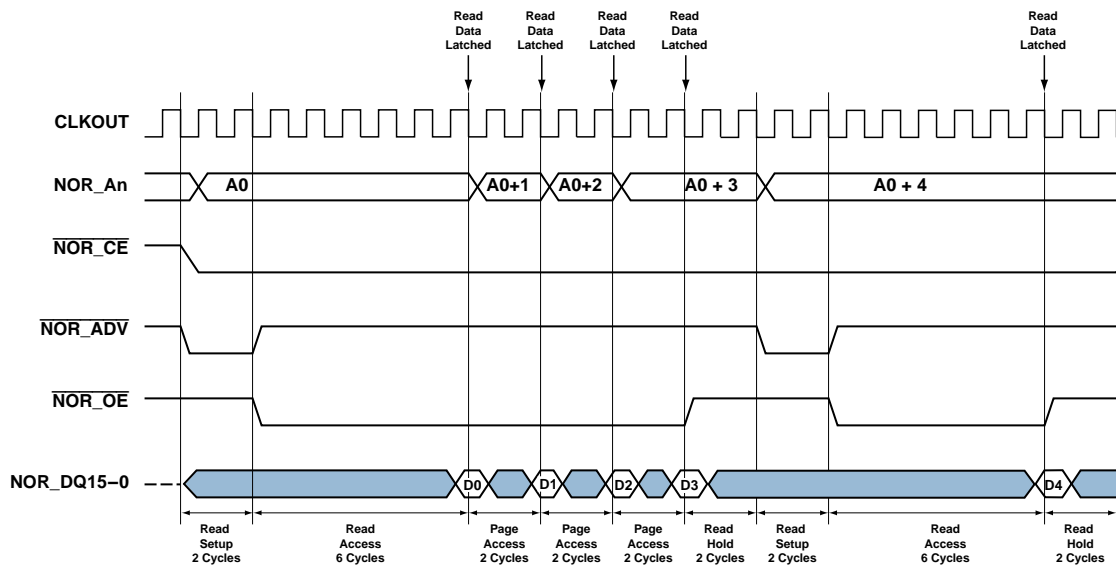 Read Read Read Read Read
Data Data Data Data Data
Latched Latched Latched Latched Latched
CLKOUT
NOR_An A0 A0+1 A0+2 A0 + 3 A0 + 4
NOR_CE
NOR_ADV
NOR_OE
NOR_DQ15–0 D0 D1 D2 D3 D4
Read Read Page Page Page Read Read Read Read
Setup Access Access Access Access Hold Setup Access Hold
2 Cycles 6 Cycles 2 Cycles 2 Cycles 2 Cycles 2 Cycles 2 Cycles 6 Cycles 2 Cycles